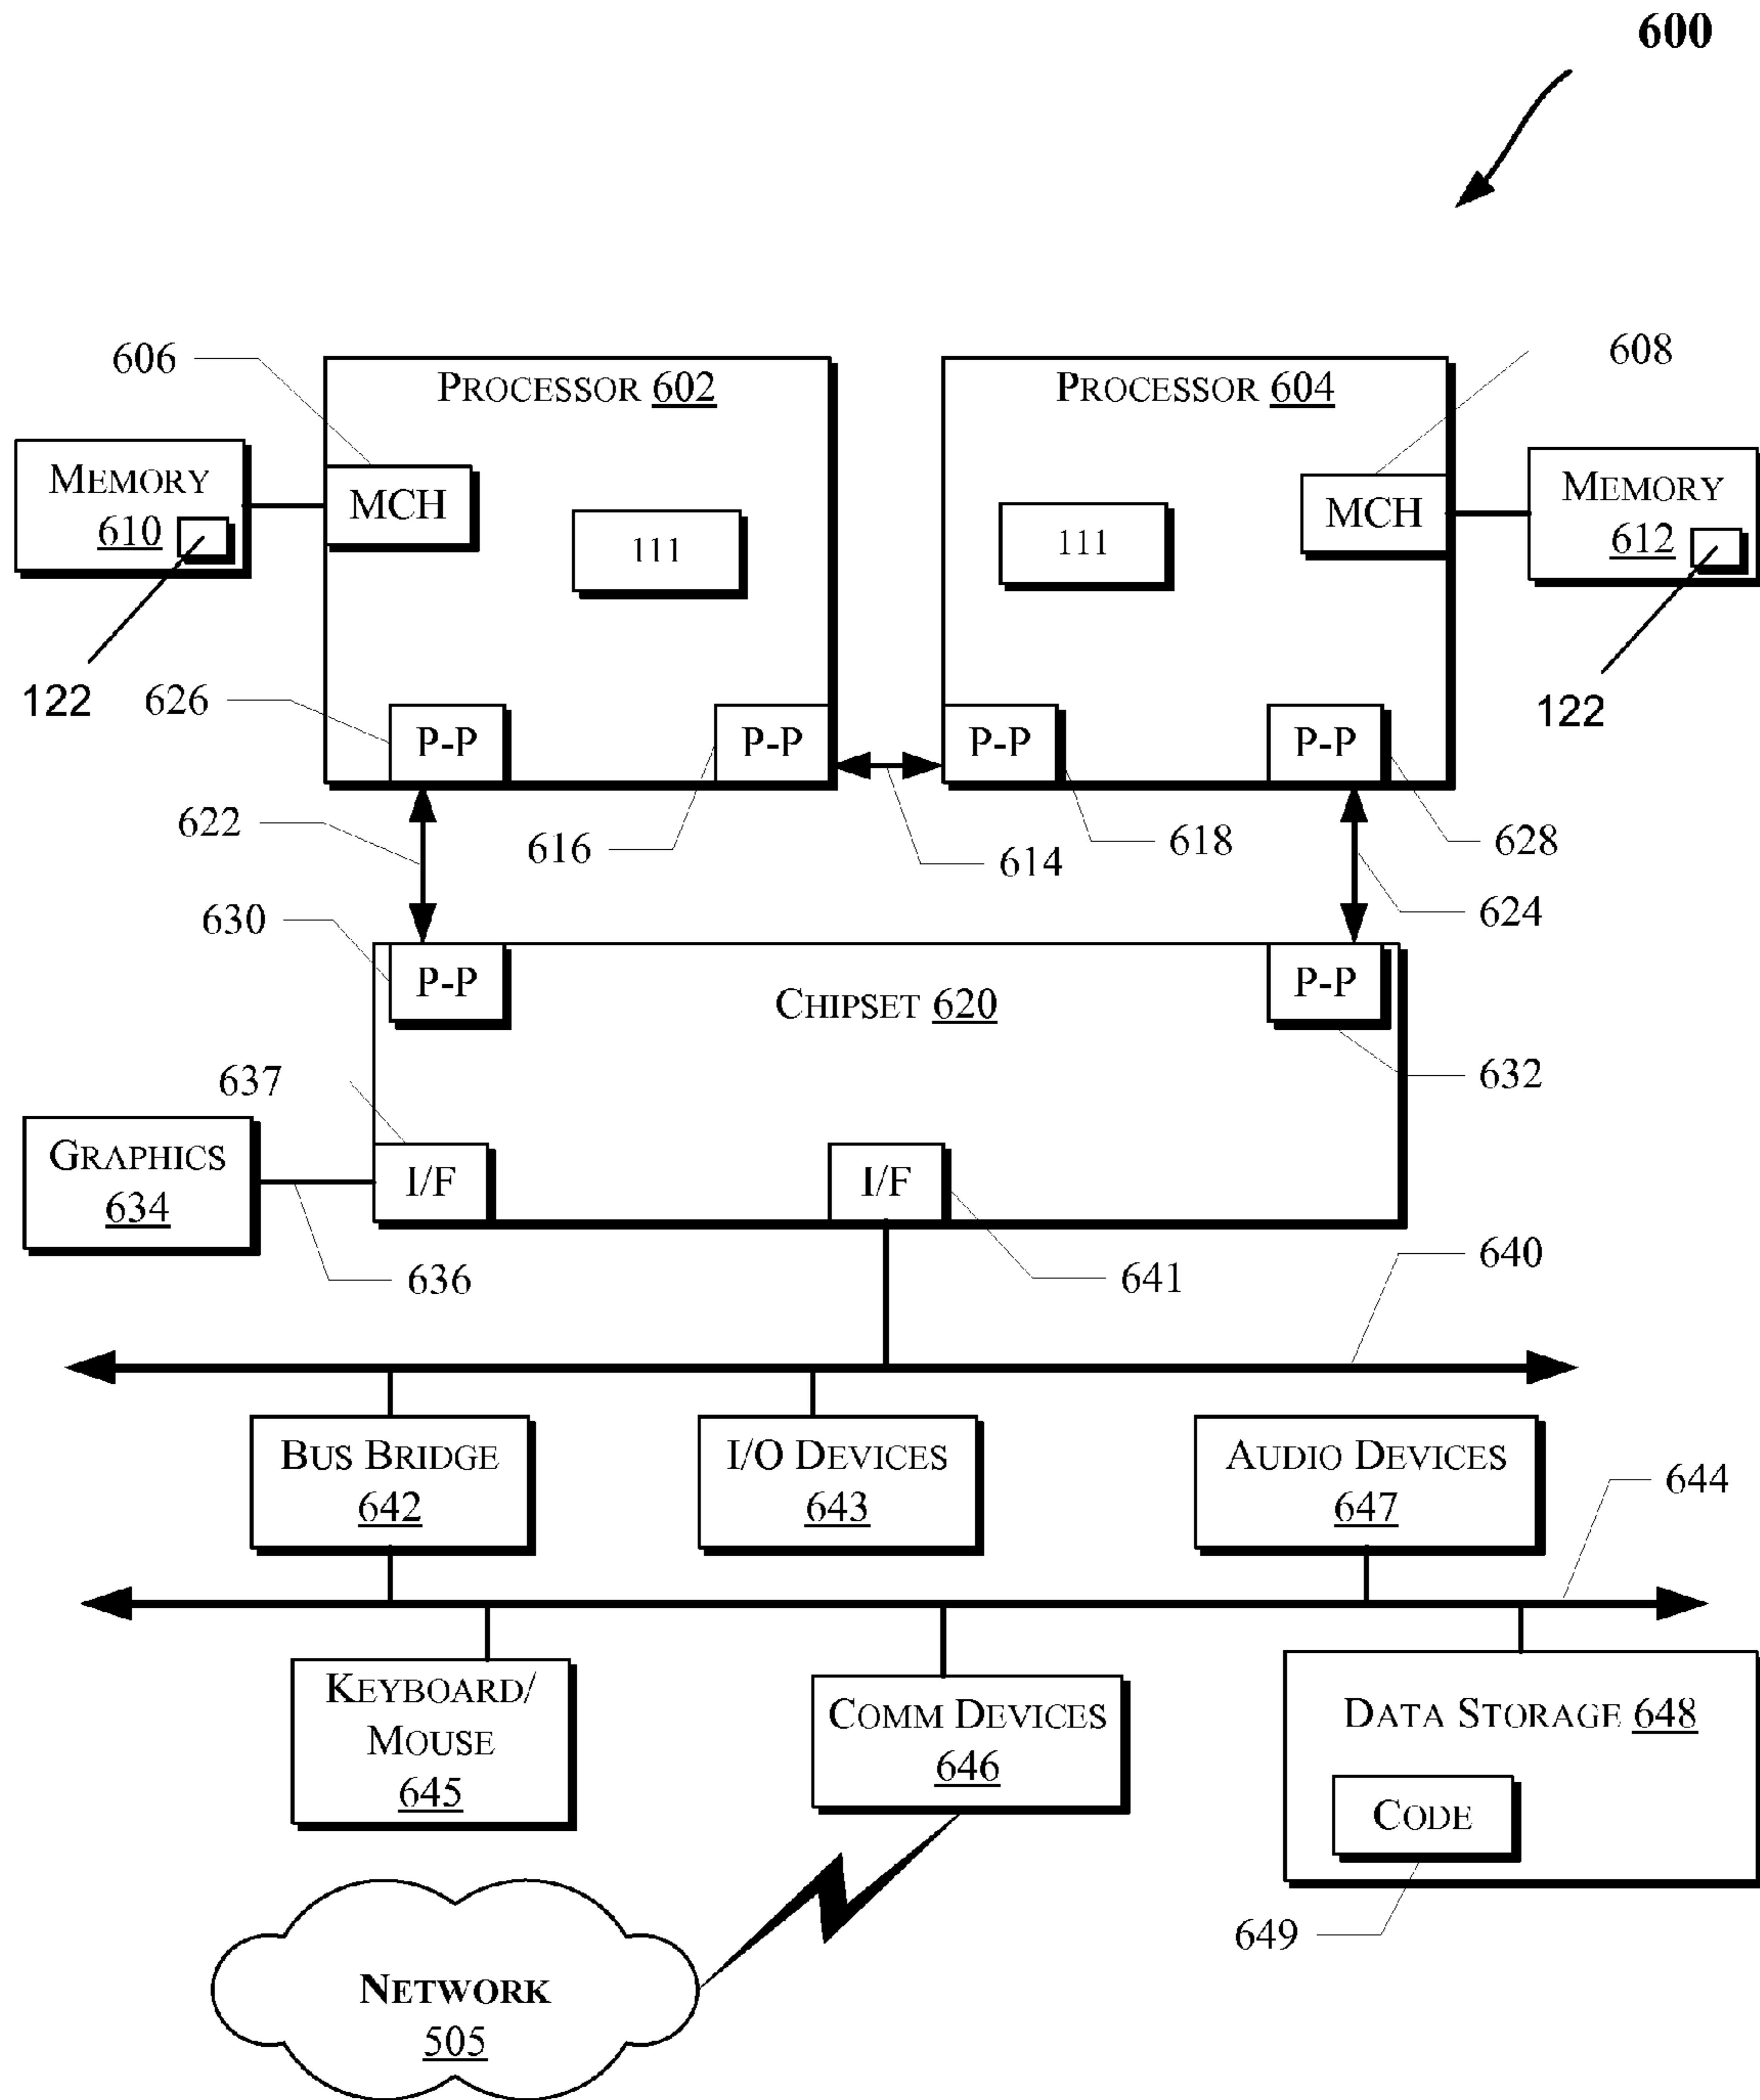 600
606
PROCESSOR 602
PROCESSOR 604
608
MEMORY
610
MCH
111
111
MCH
MEMORY
612
122
626
P-P
616
P-P
P-P
618
P-P
628
122
622
614
624
630
P-P
CHIPSET 620
P-P
632
637
GRAPHICS
634
I/F
I/F
636
641
640
BUS BRIDGE
642
I/O DEVICES
643
AUDIO DEVICES
647
644
KEYBOARD/
MOUSE
645
COMM DEVICES
646
DATA STORAGE 648
CODE
649
NETWORK
505